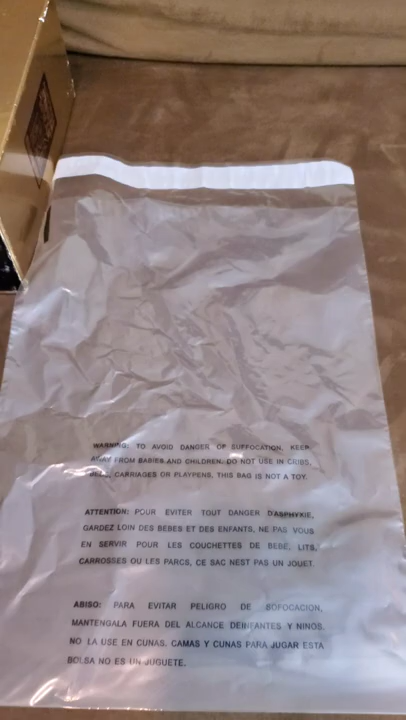 WARNING: TO AVOID DANGER OF SUFFOCATION, KEEP
AWAY FROM BABIES AND CHILDREN. DO NOT USE IN CRIBS,
BEDS, CARRIAGES OR PLAYPENS, THIS BAG IS NOT A TOY.
ATTENTION: POUR EVITER TOUT DANGER D'ASPHYXIE,
GARDEZ LOIN DES BEBES ET DES ENFANTS, NE PAS VOUS
EN SERVIR POUR LES COUCHETTES DE BEBE, LITS,
CARROSSES OU LES PARCS, CE SAC NEST PAS UN JOUET.
ABISO: PARA EVITAR PELIGRO DE SOFOCACION,
MANTENGALA FUERA DEL ALCANCE DEINFANTES Y NINOS.
NO LA USE EN CUNAS. CAMAS Y CUNAS PARA JUGAR ESTA
BOLSA NO ES UN JUGUETE.